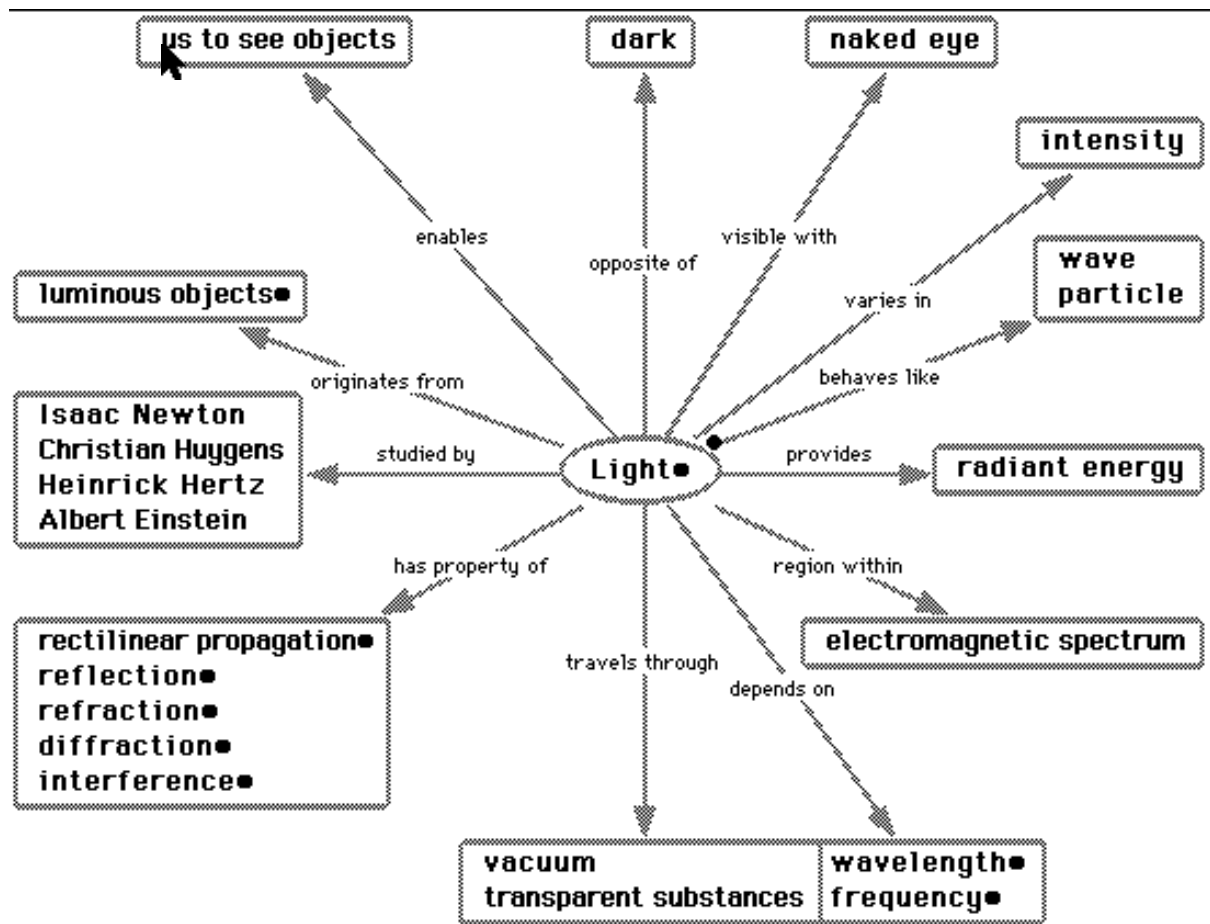 us to see objects
dark
naked eye
intensity
enables
visible with
opposite of
wave
particle
luminous objects●
varies in
originates from
behaves like
Isaac Newton
Christian Huygens
Heinrick Hertz
Albert Einstein
studied by
Light●
provides
radiant energy
has property of
region within
rectilinear propagation●
reflection●
refraction●
diffraction●
interference●
electromagnetic spectrum
travels through
depends on
vacuum
transparent substances
wavelength●
frequency●